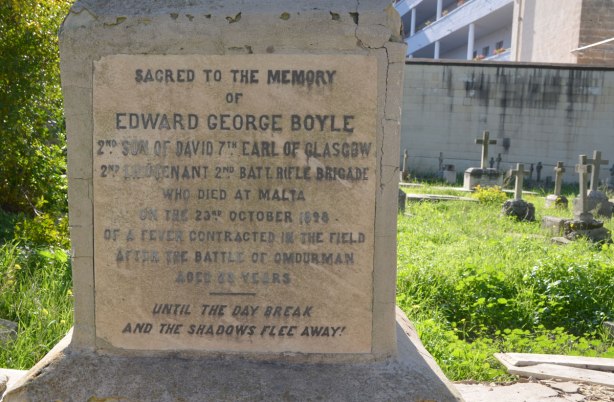 SACRED TO THE MEMORY
OF
EDWARD GEORGE BOYLE
2ND SON OF DAVID 7TH EARL OF GLASGOW
2ND LIEUTENANT 2ND BATT. RIFLE BRIGADE
WHO DIED AT MALTA
ON THE 23RD OCTOBER 1898
OF A FEVER CONTRACTED IN THE FIELD
AFTER THE BATTLE OF OMDURMAN
AGED YEARS
UNTIL THE DAY BREAK
AND THE SHADOWS FLEE AWAY!